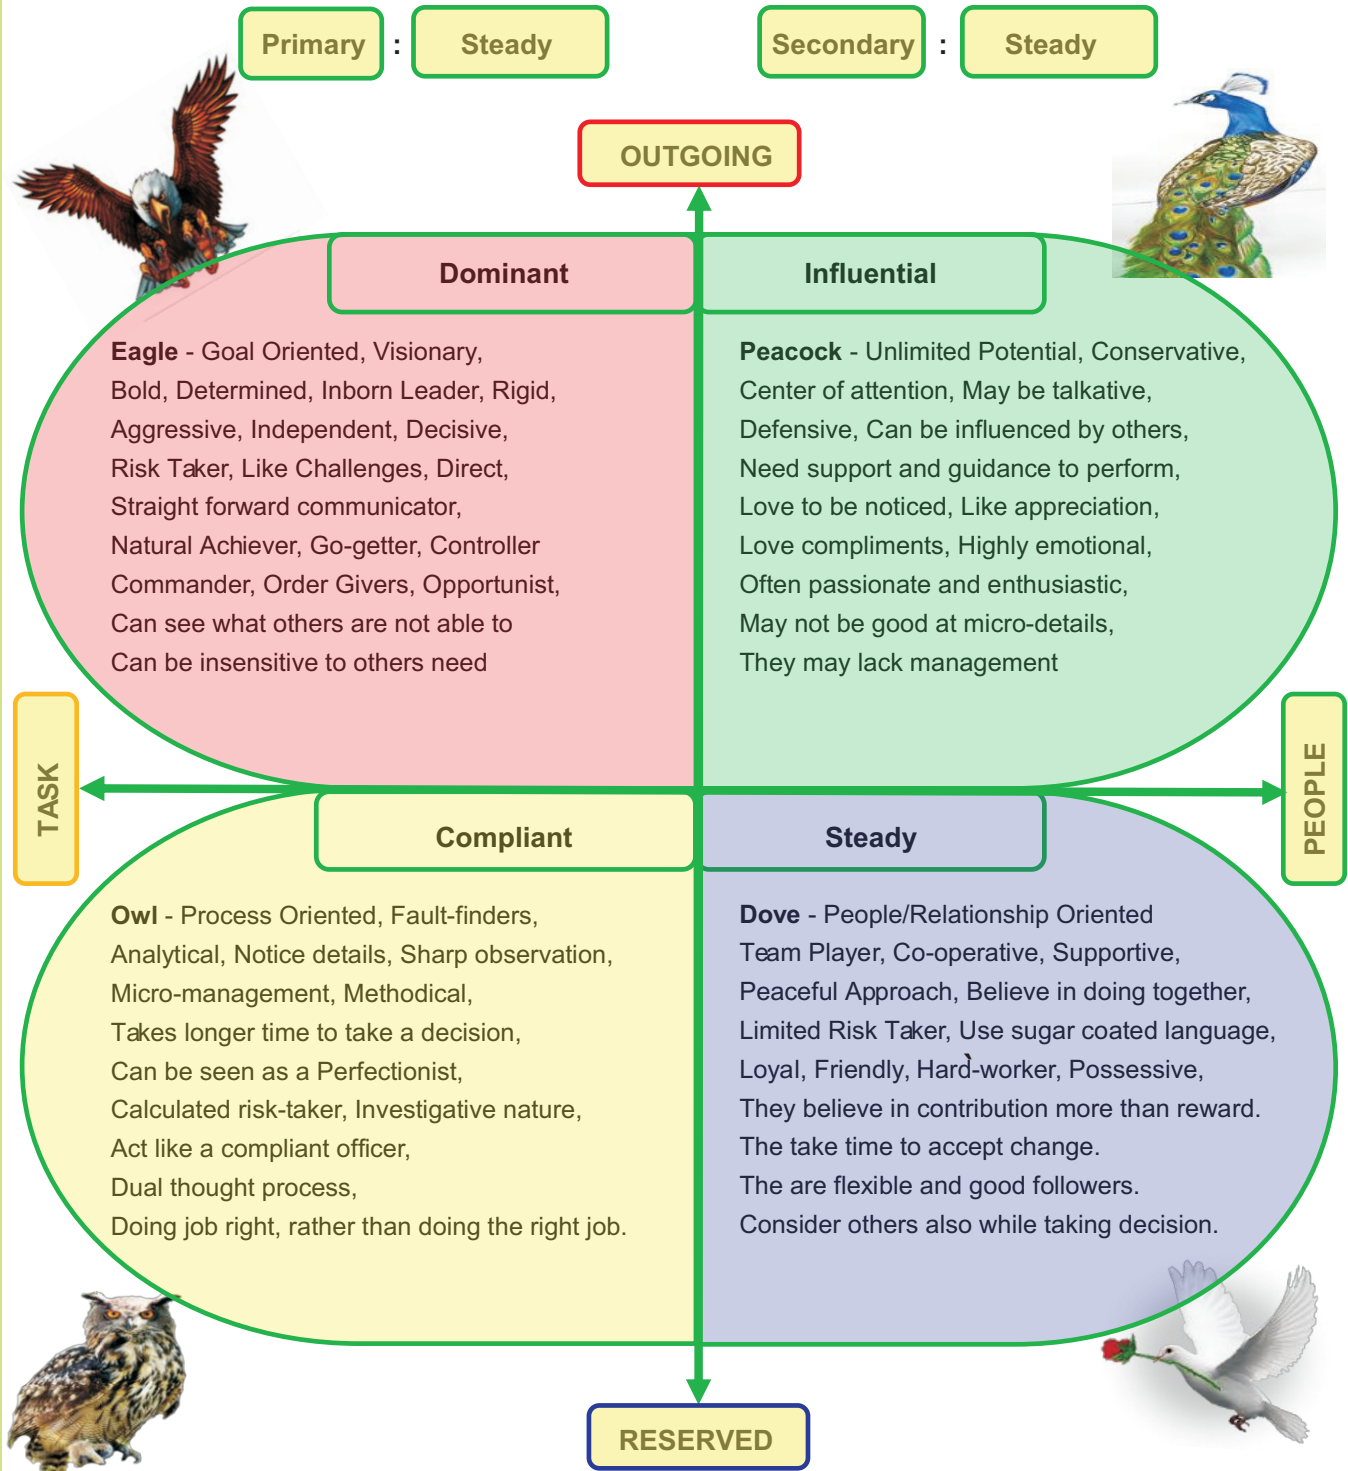 Primary : Steady
Secondary : Steady
OUTGOING
Dominant
Eagle - Goal Oriented, Visionary,
Bold, Determined, Inborn Leader, Rigid,
Aggressive, Independent, Decisive,
Risk Taker, Like Challenges, Direct,
Straight forward communicator,
Natural Achiever, Go-getter, Controller
Commander, Order Givers, Opportunist,
Can see what others are not able to
Can be insensitive to others need
Influential
Peacock - Unlimited Potential, Conservative,
Center of attention, May be talkative,
Defensive, Can be influenced by others,
Need support and guidance to perform,
Love to be noticed, Like appreciation,
Love compliments, Highly emotional,
Often passionate and enthusiastic,
May not be good at micro-details,
They may lack management
TASK
PEOPLE
Compliant
Owl - Process Oriented, Fault-finders,
Analytical, Notice details, Sharp observation,
Micro-management, Methodical,
Takes longer time to take a decision,
Can be seen as a Perfectionist,
Calculated risk-taker, Investigative nature,
Act like a compliant officer,
Dual thought process,
Doing job right, rather than doing the right job.
Steady
Dove - People/Relationship Oriented
Team Player, Co-operative, Supportive,
Peaceful Approach, Believe in doing together,
Limited Risk Taker, Use sugar coated language,
Loyal, Friendly, Hard-worker, Possessive,
They believe in contribution more than reward.
The take time to accept change.
The are flexible and good followers.
Consider others also while taking decision.
RESERVED